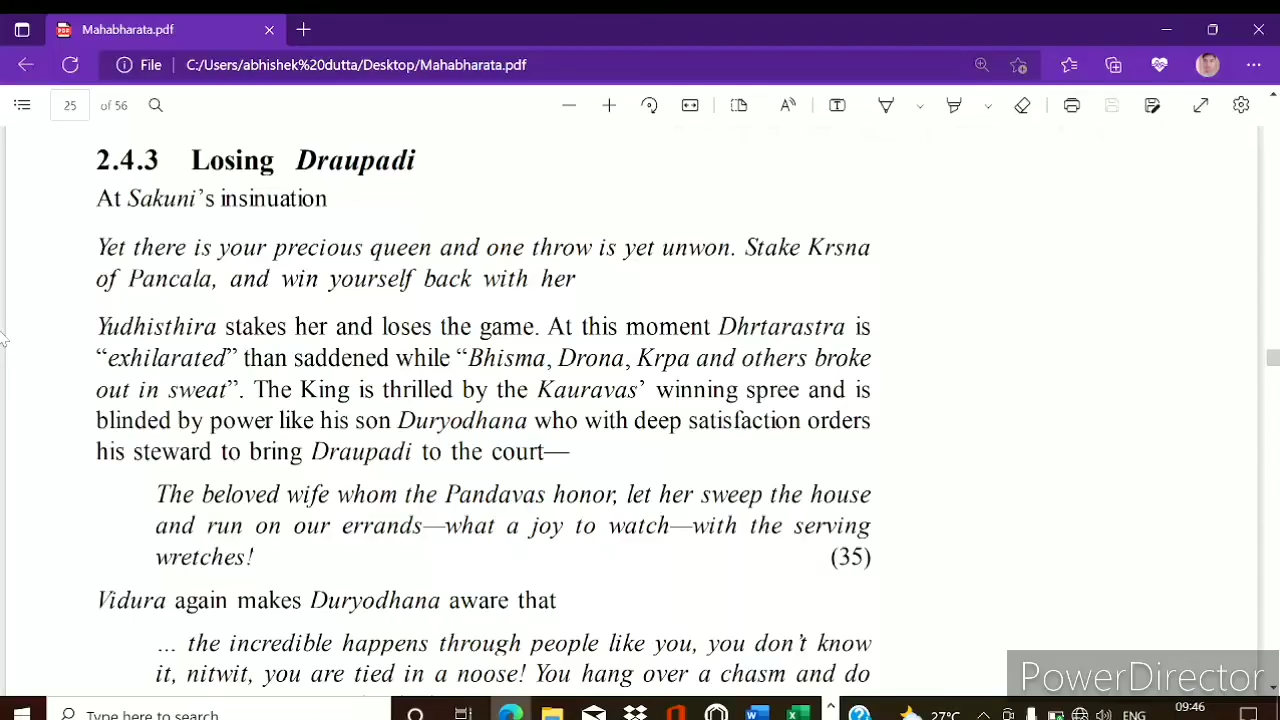 Mahabharata.pdf
File
C:/Users/abhishek%20dutta/Desktop/Mahabharata.pdf
25 of 56
2.4.3 Losing Draupadi
At Sakuni's insinuation
Yet there is your precious queen and one throw is yet unwon. Stake Krsna
of Pancala, and win yourself back with her
Yudhisthira stakes her and loses the game. At this moment Dhrtarastra is
“exhilarated” than saddened while “Bhisma, Drona, Krpa and others broke
out in sweat”. The King is thrilled by the Kauravas’ winning spree and is
blinded by power like his son Duryodhana who with deep satisfaction orders
his steward to bring Draupadi to the court—
The beloved wife whom the Pandavas honor, let her sweep the house
and run on our errands—what a joy to watch—with the serving
wretches! (35)
Vidura again makes Duryodhana aware that
... the incredible happens through people like you, you don’t know
it, nitwit, you are tied in a noose! You hang over a chasm and do
PowerDirector
Type here to search
27°C
ENG
09:46